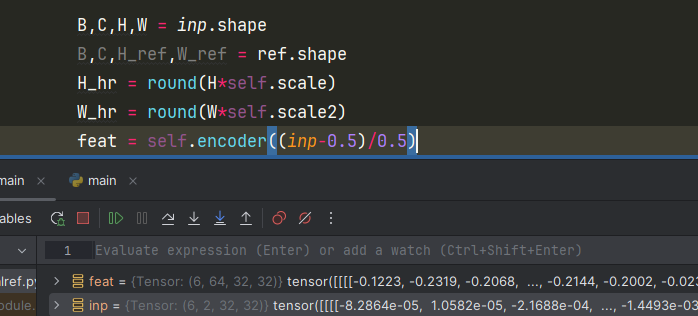 B,C,H,W = inp.shape
B,C,H_ref,W_ref = ref.shape
H_hr = round(H*self.scale)
W_hr = round(W*self.scale2)
feat = self.encoder((inp-0.5)/0.5)
main × main ×
ables
1 Evaluate expression (Enter) or add a watch (Ctrl+Shift+Enter)
alref.py
feat = {Tensor: (6, 64, 32, 32)} tensor([[[[-0.1223, -0.2319, -0.2068, ..., -0.2144, -0.2002, -0.02
odule.
inp = {Tensor: (6, 2, 32, 32)} tensor([[[[-8.2864e-05, 1.0582e-05, -2.1688e-04, ..., -1.4493e-03